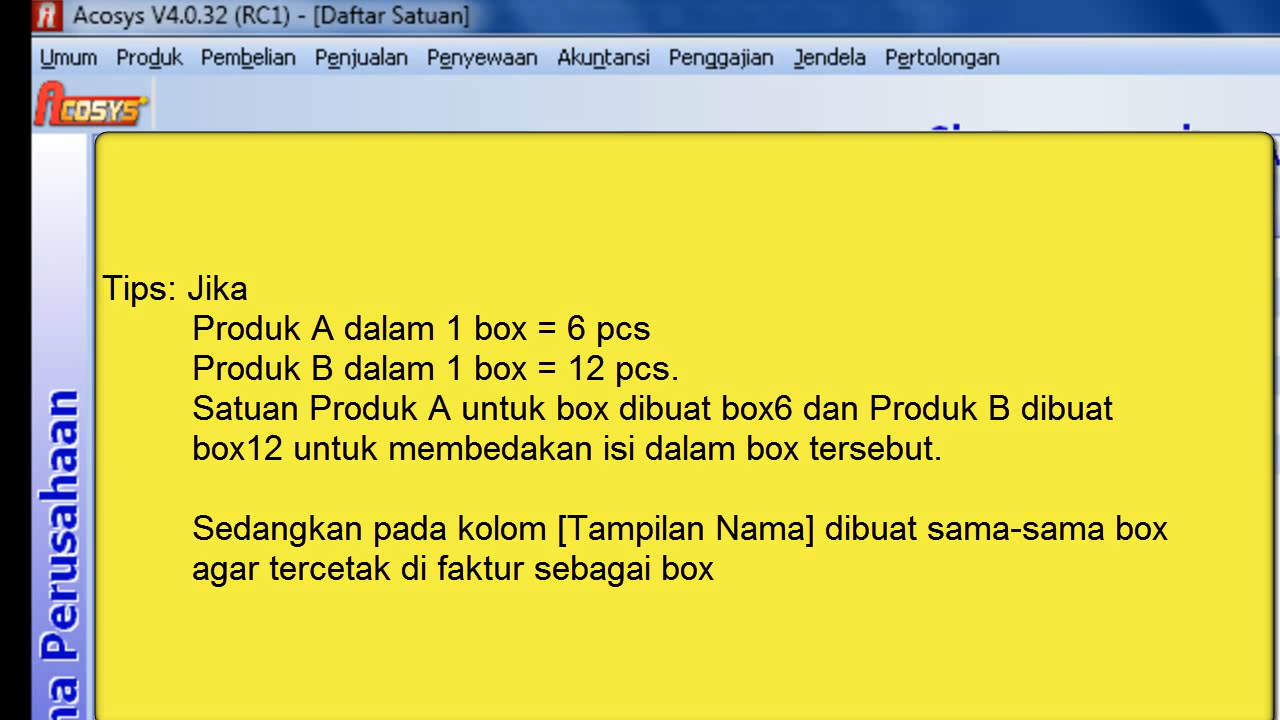 Acosys V4.0.32 (RC1) - [Daftar Satuan]
Umum Produk Pembelian Penjualan Penyewaan Akuntansi Penggajian Jendela Pertolongan
ACOSYS
Tips: Jika
Produk A dalam 1 box = 6 pcs
Produk B dalam 1 box = 12 pcs.
Satuan Produk A untuk box dibuat box6 dan Produk B dibuat
box12 untuk membedakan isi dalam box tersebut.
Sedangkan pada kolom [Tampilan Nama] dibuat sama-sama box
agar tercetak di faktur sebagai box
Perusahaan